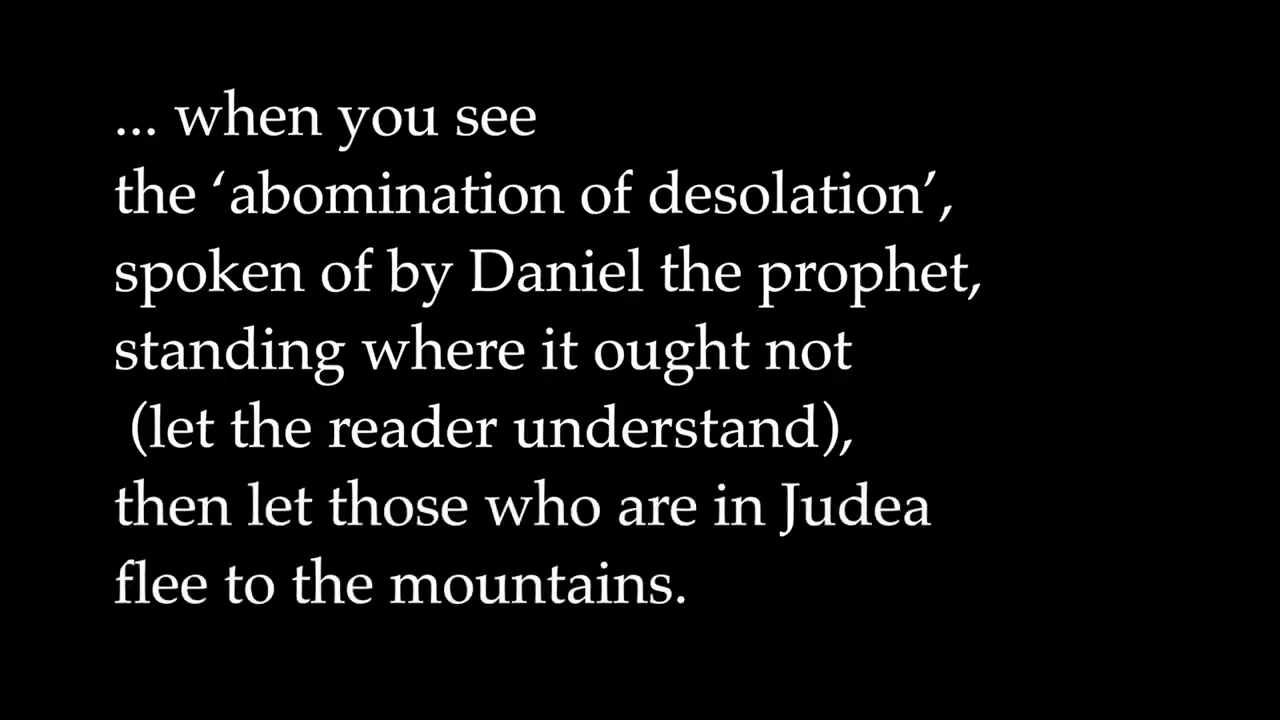 ... when you see
the ‘abomination of desolation’,
spoken of by Daniel the prophet,
standing where it ought not
(let the reader understand),
then let those who are in Judea
flee to the mountains.